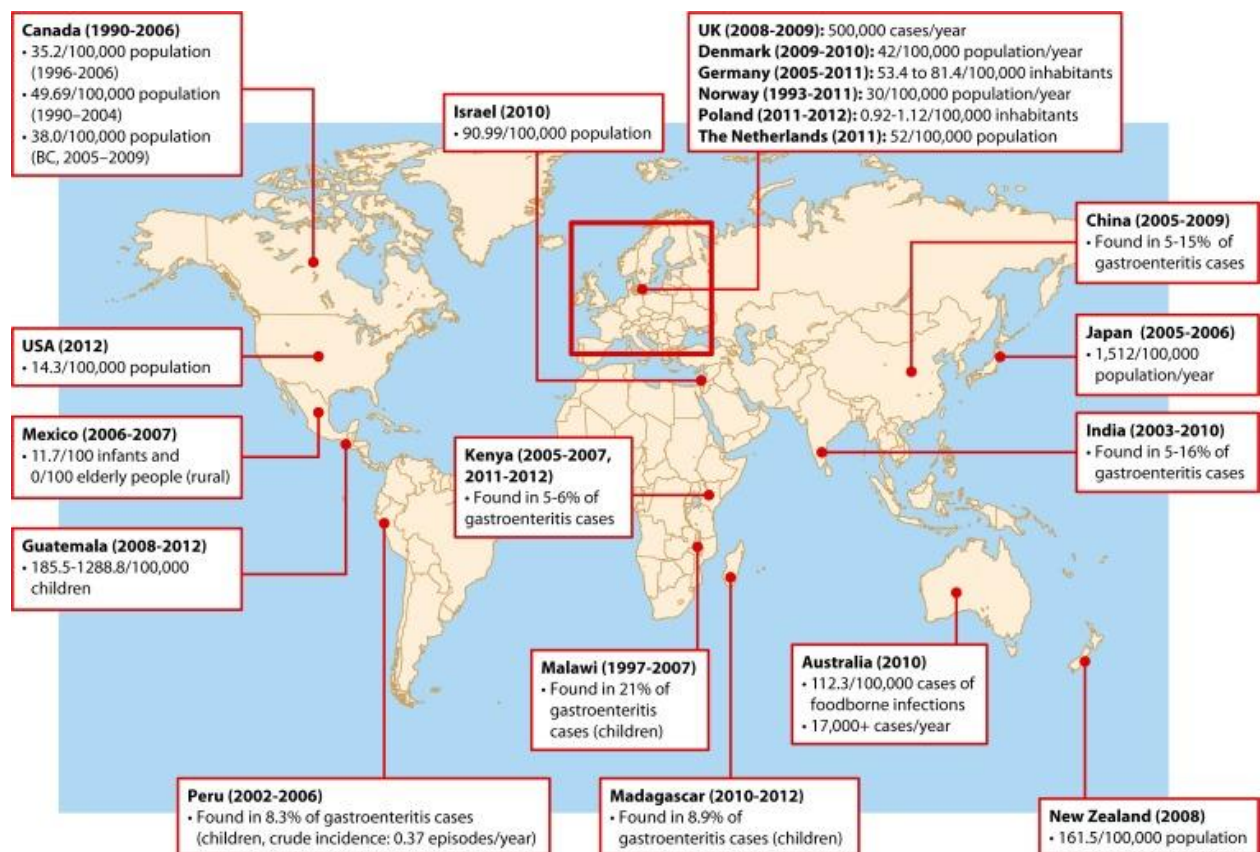 Canada (1990-2006)
• 35.2/100,000 population
(1996-2006)
• 49.69/100,000 population
(1990–2004)
• 38.0/100,000 population
(BC, 2005–2009)
Israel (2010)
• 90.99/100,000 population
UK (2008-2009): 500,000 cases/year
Denmark (2009-2010): 42/100,000 population/year
Germany (2005-2011): 53.4 to 81.4/100,000 inhabitants
Norway (1993-2011): 30/100,000 population/year
Poland (2011-2012): 0.92-1.12/100,000 inhabitants
The Netherlands (2011): 52/100,000 population
China (2005-2009)
• Found in 5-15% of
gastroenteritis cases
USA (2012)
• 14.3/100,000 population
Japan (2005-2006)
• 1,512/100,000
population/year
Mexico (2006-2007)
• 11.7/100 infants and
0/100 elderly people (rural)
Kenya (2005-2007,
2011-2012)
• Found in 5-6% of
gastroenteritis cases
India (2003-2010)
• Found in 5-16% of
gastroenteritis cases
Guatemala (2008-2012)
• 185.5-1288.8/100,000
children
Malawi (1997-2007)
• Found in 21% of
gastroenteritis
cases (children)
Australia (2010)
• 112.3/100,000 cases of
foodborne infections
• 17,000+ cases/year
Peru (2002-2006)
• Found in 8.3% of gastroenteritis cases
(children, crude incidence: 0.37 episodes/year)
Madagascar (2010-2012)
• Found in 8.9% of
gastroenteritis cases (children)
New Zealand (2008)
• 161.5/100,000 population